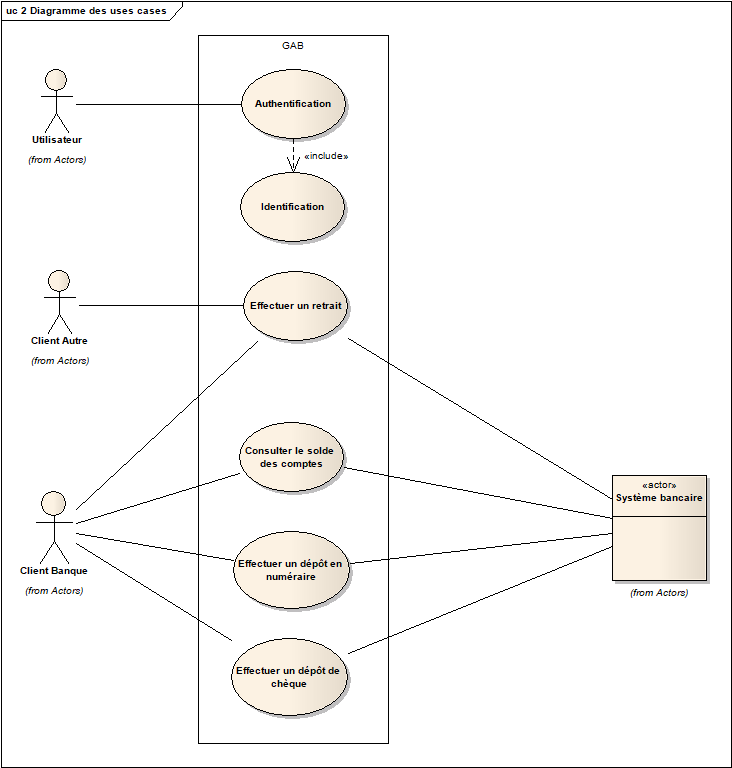 uc 2 Diagramme des uses cases
GAB
Utilisateur
(from Actors)
Authentification
«include»
Identification
Client Autre
(from Actors)
Effectuer un retrait
Consulter le solde
des comptes
Client Banque
(from Actors)
Effectuer un dépôt en
numéraire
Effectuer un dépôt de
chèque
«actor»
Système bancaire
(from Actors)